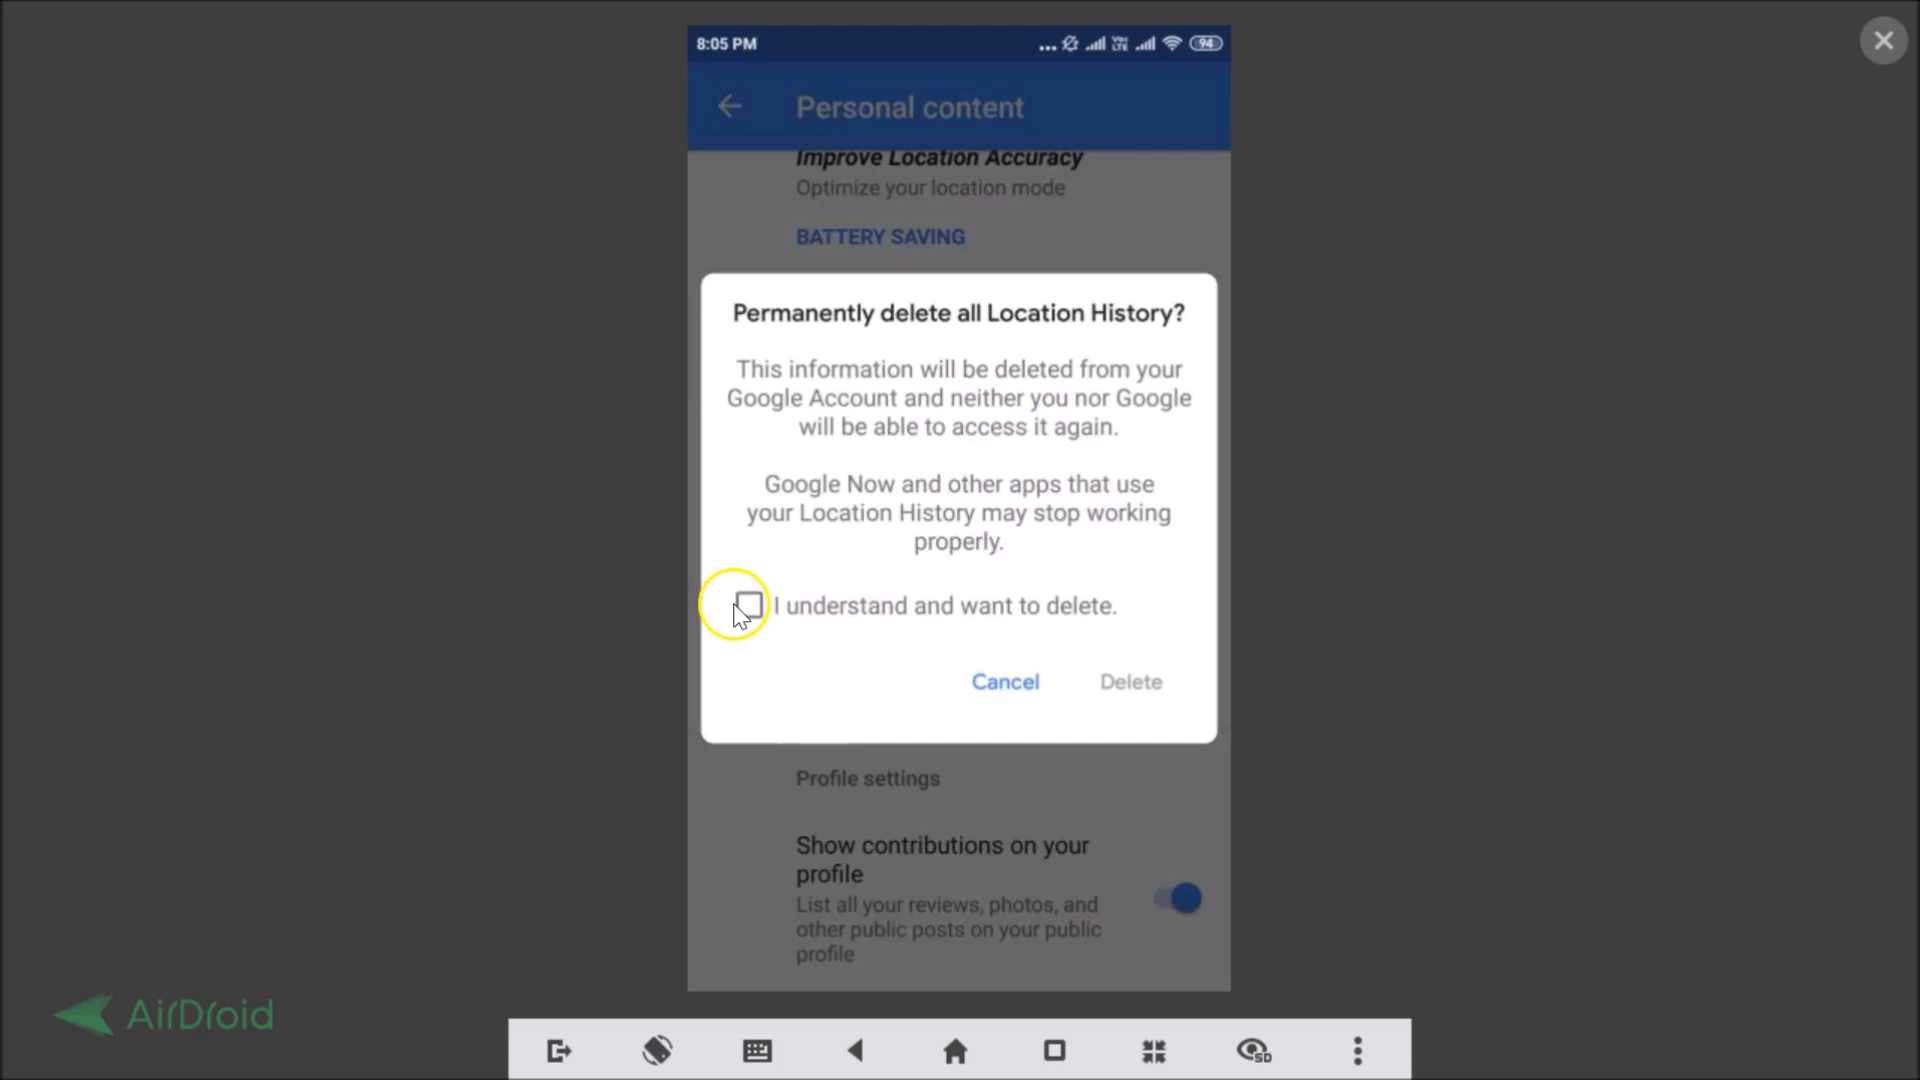 8:05 PM
Vo LTE
94
Personal content
Improve Location Accuracy
Optimize your location mode
BATTERY SAVING
Permanently delete all Location History?
This information will be deleted from your
Google Account and neither you nor Google
will be able to access it again.
Google Now and other apps that use
your Location History may stop working
properly.
I understand and want to delete.
Cancel
Delete
Profile settings
Show contributions on your
profile
List all your reviews, photos, and
other public posts on your public
profile
AirDroid
SD